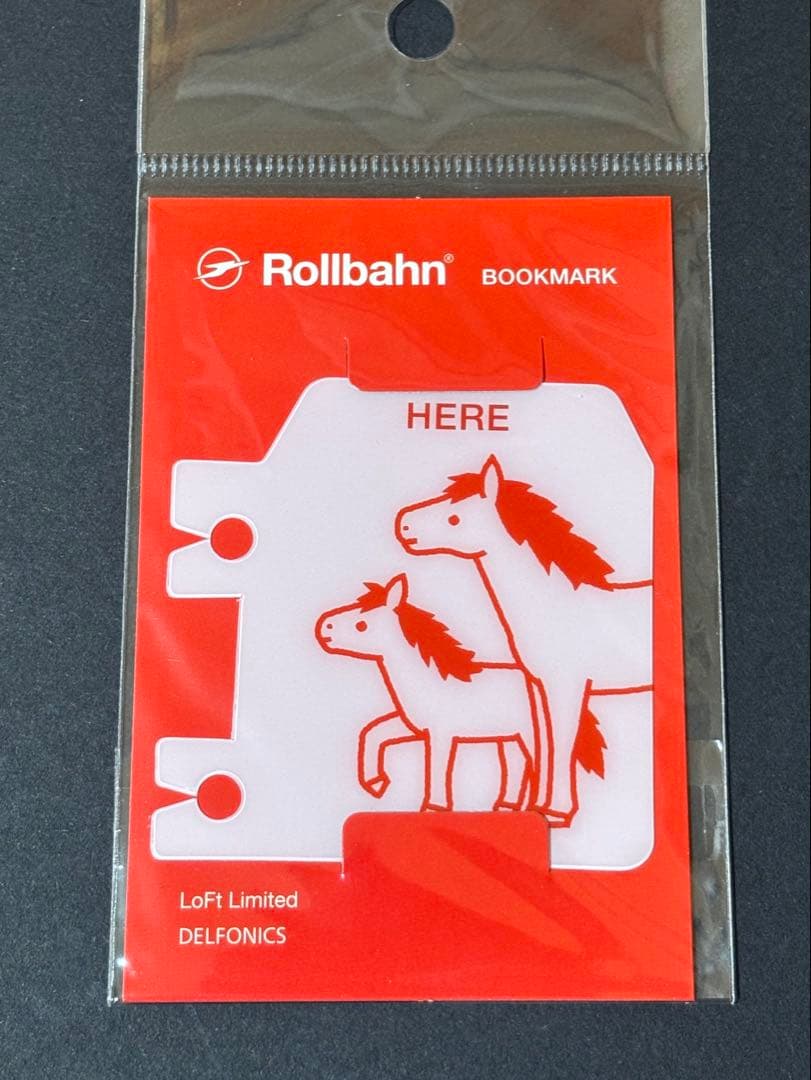 Rollbahn® BOOKMARK
HERE
LoFt Limited
DELFONICS